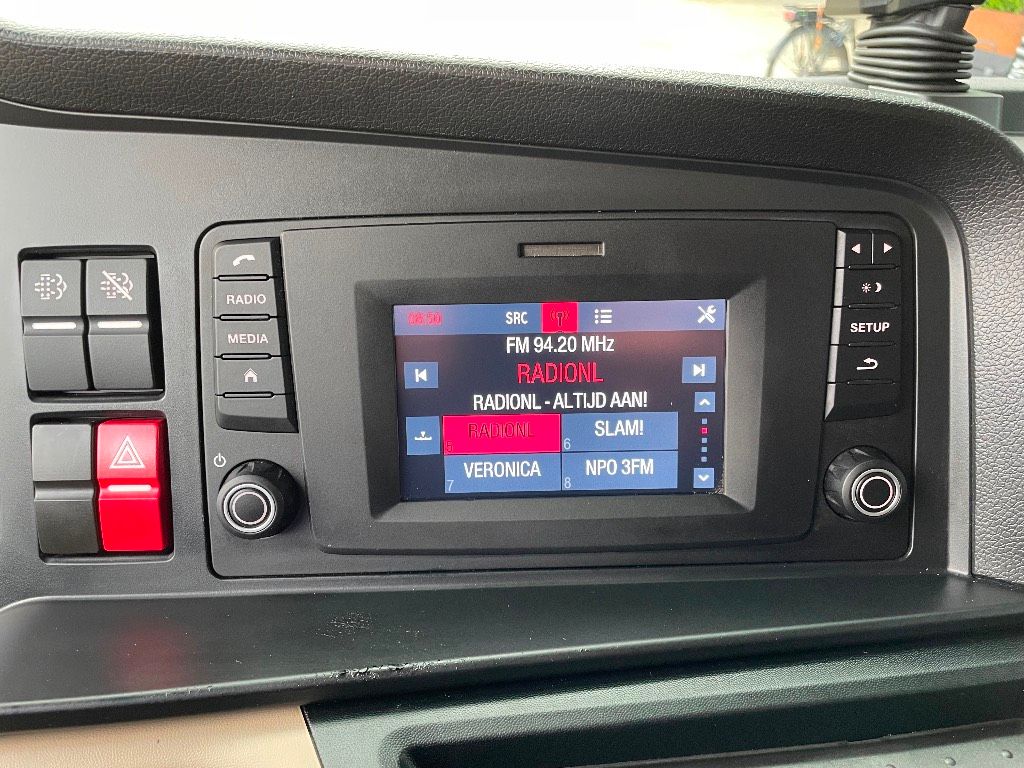 08:50 SRC
FM 94.20 MHz
RADIONL
RADIONL - ALTIJD AAN!
5 RADIONL
6 SLAM!
7 VERONICA
8 NPO 3FM
RADIO
MEDIA
SETUP